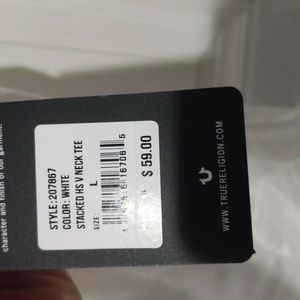 character and finish of our garment.
STYLE: 207867
COLOR: WHITE
STACKED HS V NECK TEE
SIZE: L
$ 59.00
WWW.TRUERELIGION.COM